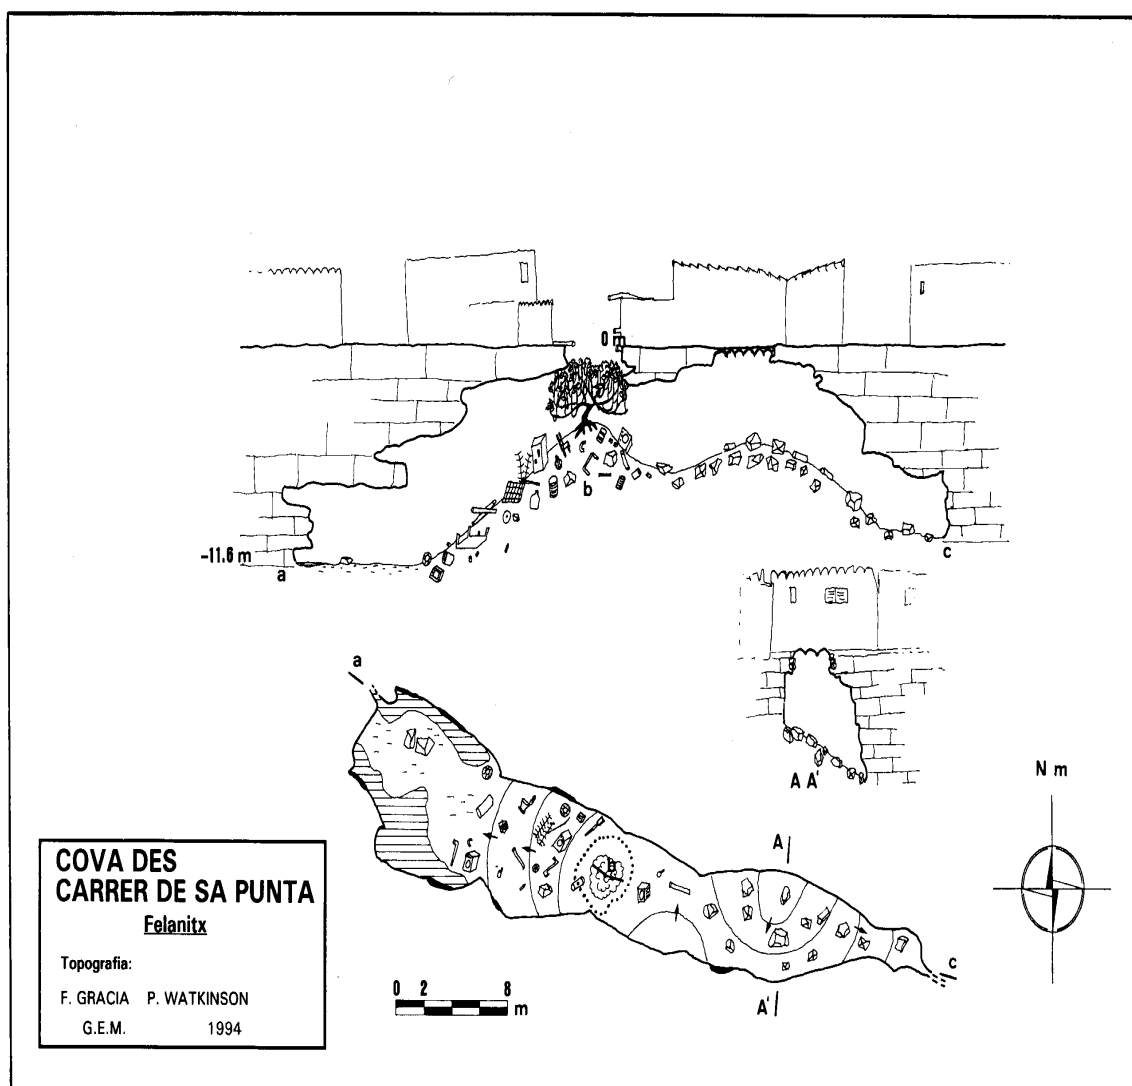 0
b
-11.6 m
a
c
A A'
a
N m
A
c
A'
0 2 8
m
COVA DES
CARRER DE SA PUNTA
Felanitx
Topografia:
F. GRACIA P. WATKINSON
G.E.M. 1994